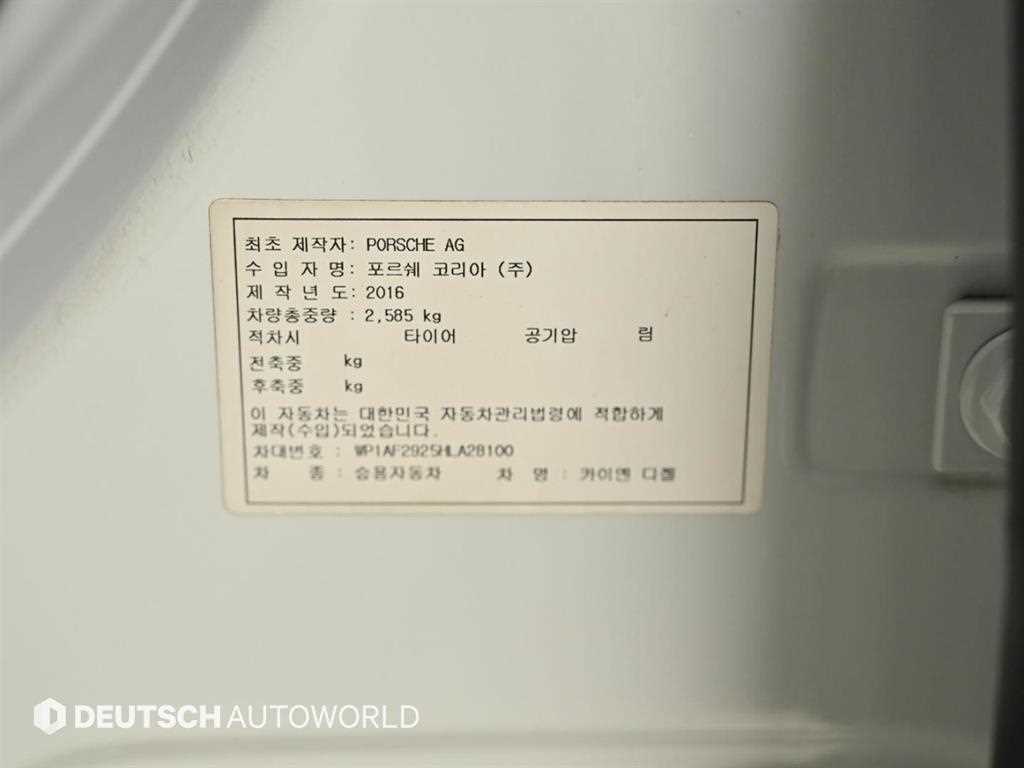 최초 제작자: PORSCHE AG
수 입 자 명: 포르쉐 코리아 (주)
제 작 년 도: 2016
차량총중량 : 2,585 kg
적차시 타이어 공기압 림
전축중 kg
후축중 kg
이 자동차는 대한민국 자동차관리법령에 적합하게
제작(수입)되었습니다.
차대번호 : WP1AF2925HLA28100
차 종 : 승용자동차 차 명 : 카이엔 디젤
DEUTSCH AUTOWORLD